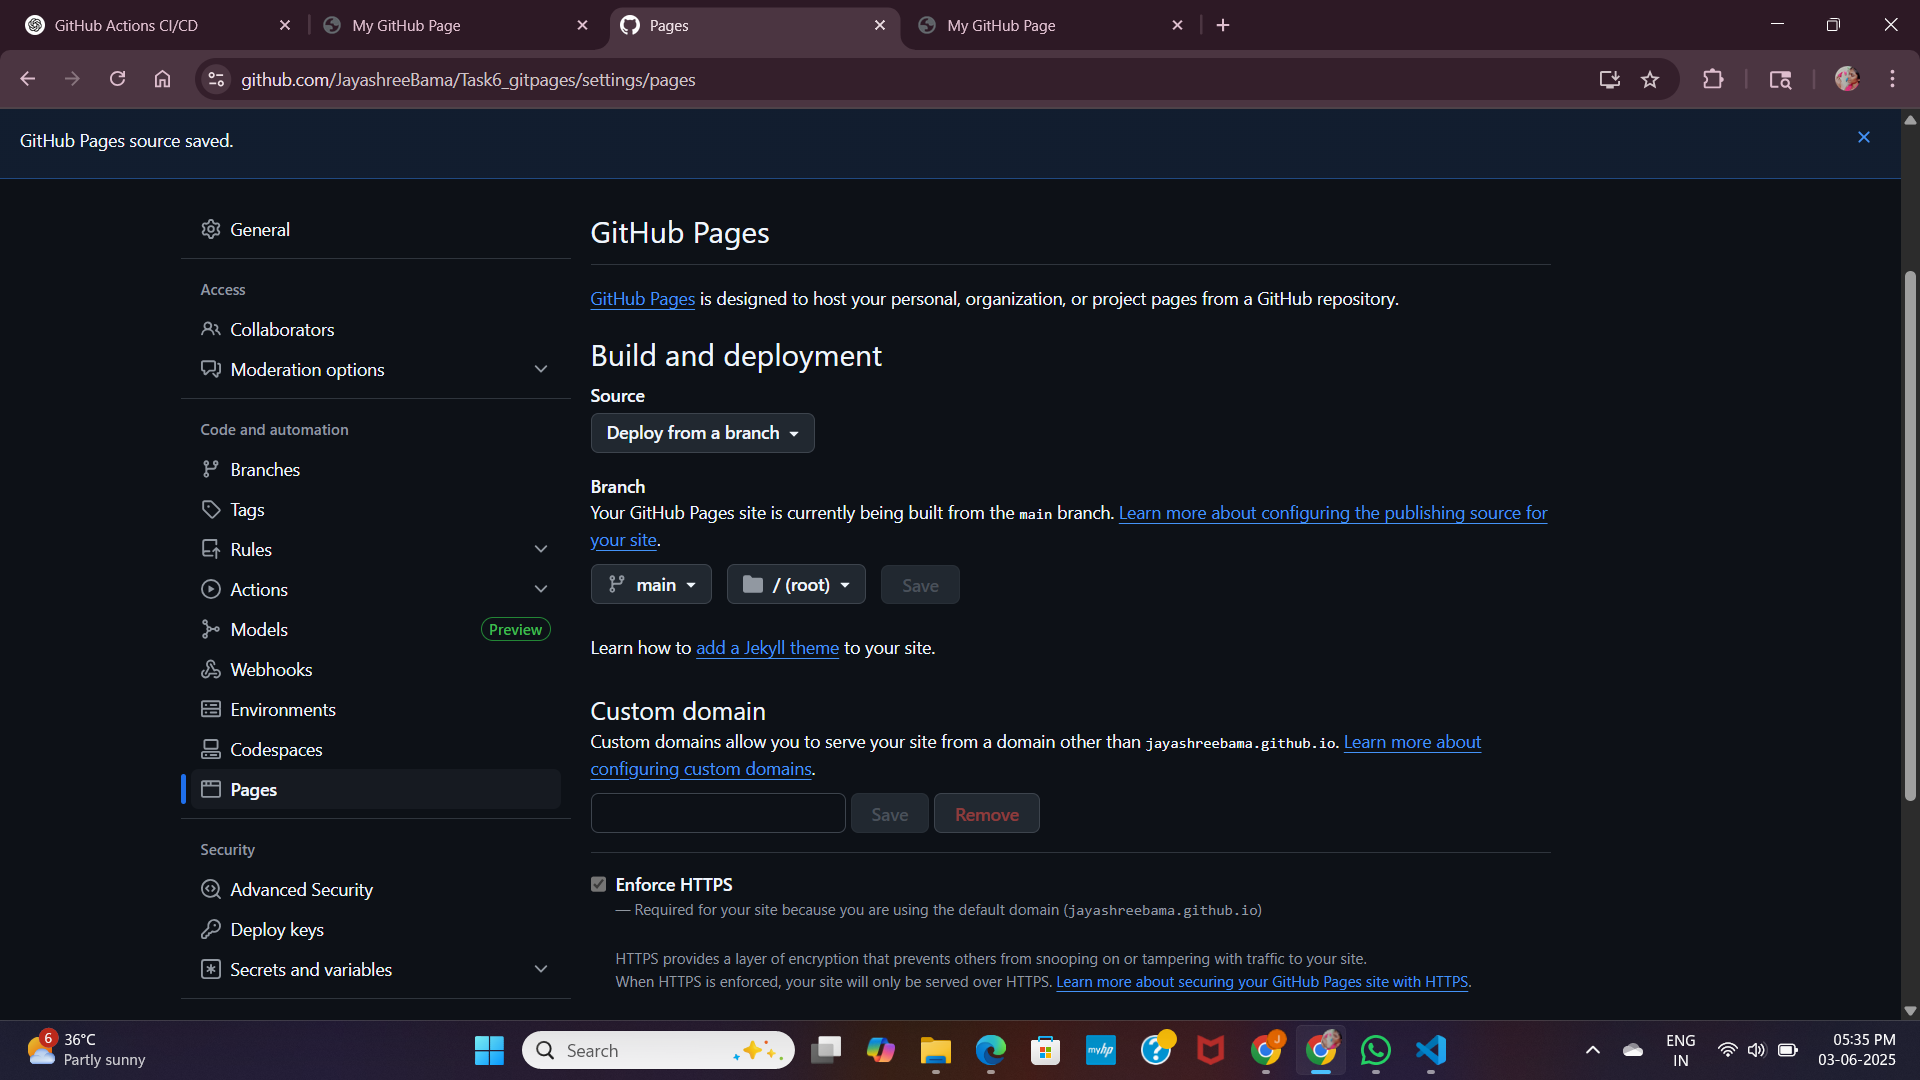 GitHub Actions CI/CD
My GitHub Page
Pages
My GitHub Page
github.com/JayashreeBama/Task6_gitpages/settings/pages
GitHub Pages source saved.
General
Access
Collaborators
Moderation options
Code and automation
Branches
Tags
Rules
Actions
Models Preview
Webhooks
Environments
Codespaces
Pages
Security
Advanced Security
Deploy keys
Secrets and variables
GitHub Pages
GitHub Pages is designed to host your personal, organization, or project pages from a GitHub repository.
Build and deployment
Source
Deploy from a branch
Branch
Your GitHub Pages site is currently being built from the main branch. Learn more about configuring the publishing source for
your site.
main / (root) Save
Learn how to add a Jekyll theme to your site.
Custom domain
Custom domains allow you to serve your site from a domain other than jayashreebama.github.io. Learn more about
configuring custom domains.
Save Remove
Enforce HTTPS
— Required for your site because you are using the default domain (jayashreebama.github.io)
HTTPS provides a layer of encryption that prevents others from snooping on or tampering with traffic to your site.
When HTTPS is enforced, your site will only be served over HTTPS. Learn more about securing your GitHub Pages site with HTTPS.
6
36°C
Partly sunny
Search
myhp
J
ENG
IN
05:35 PM
03-06-2025